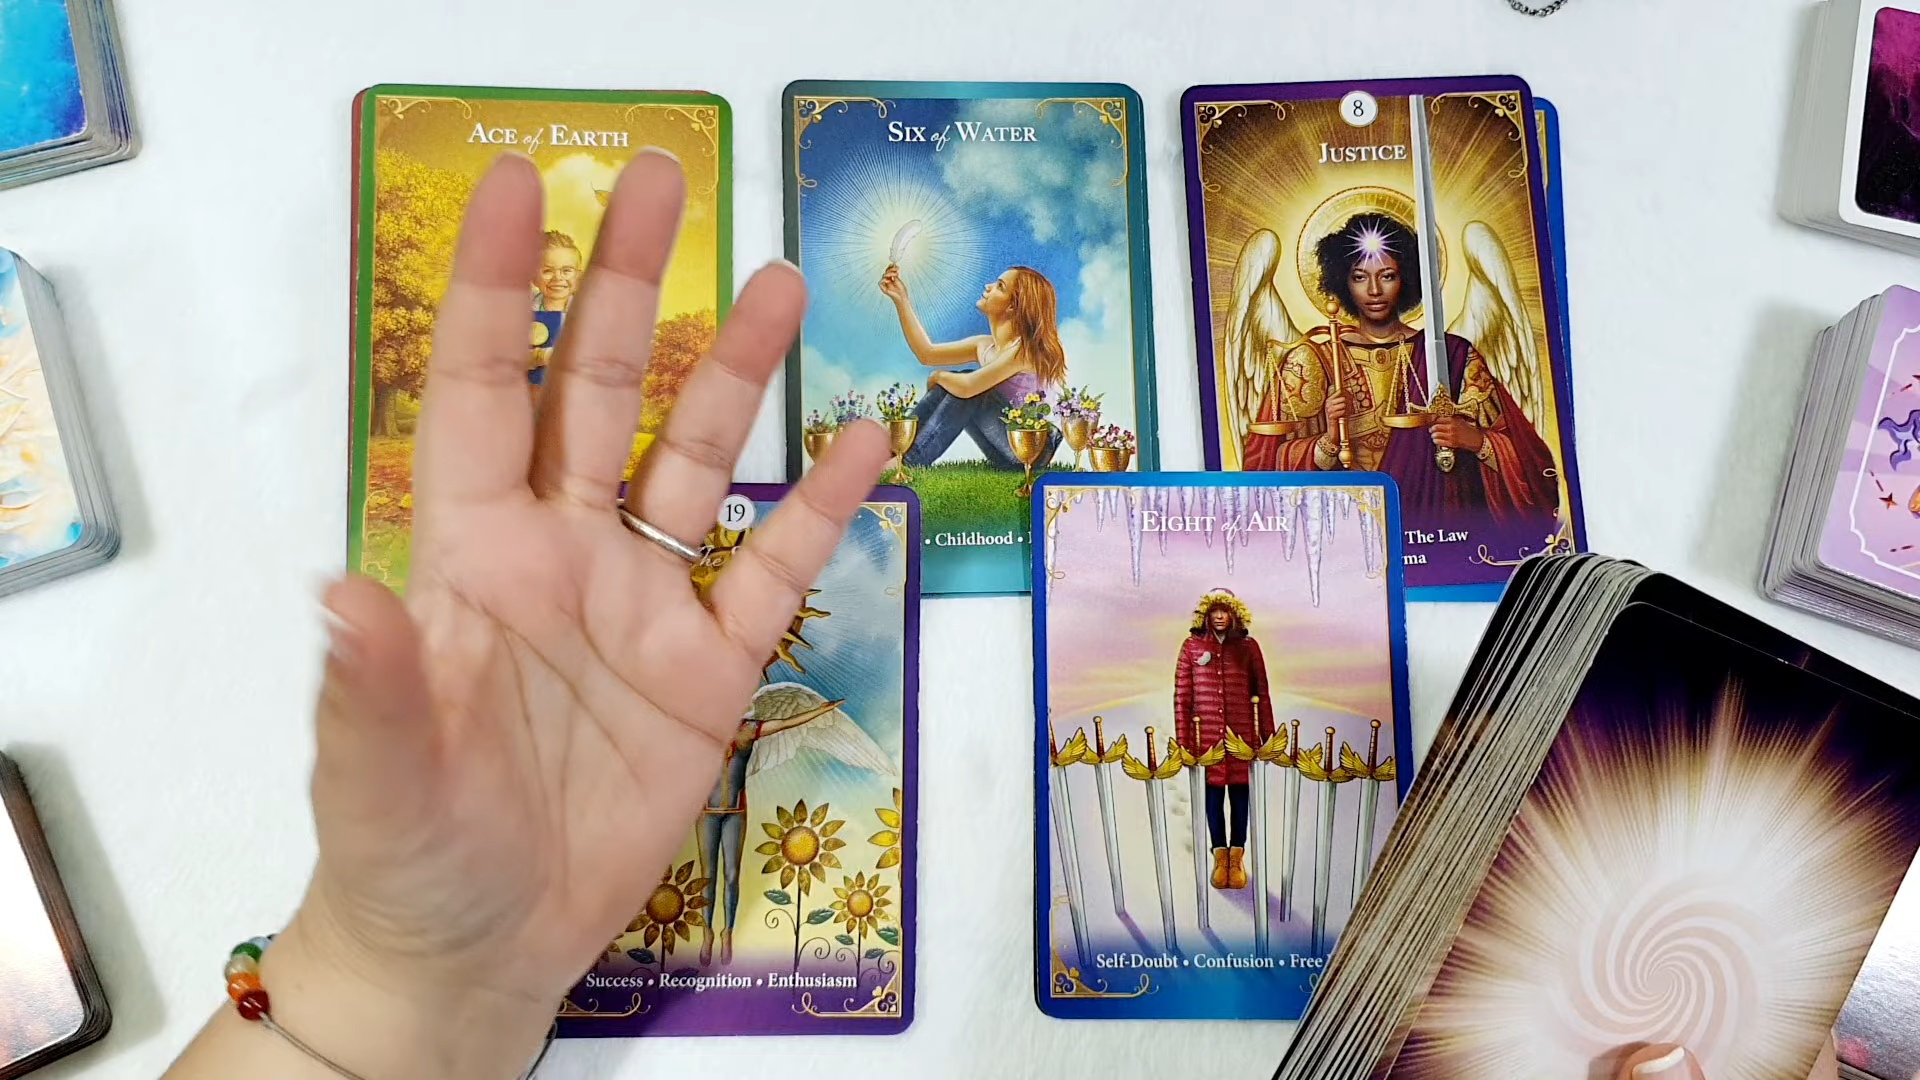 ACE of EARTH
SIX of WATER
8
JUSTICE
• Childhood •
The Law
19
The
EIGHT of AIR
Success • Recognition • Enthusiasm
Self-Doubt • Confusion • Free